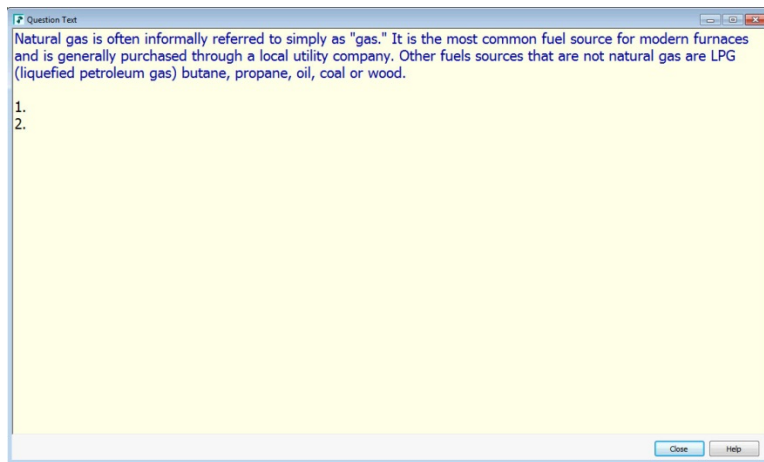 Question Text
Natural gas is often informally referred to simply as "gas." It is the most common fuel source for modern furnaces
and is generally purchased through a local utility company. Other fuels sources that are not natural gas are LPG
(liquefied petroleum gas) butane, propane, oil, coal or wood.
1.
2.
Close Help